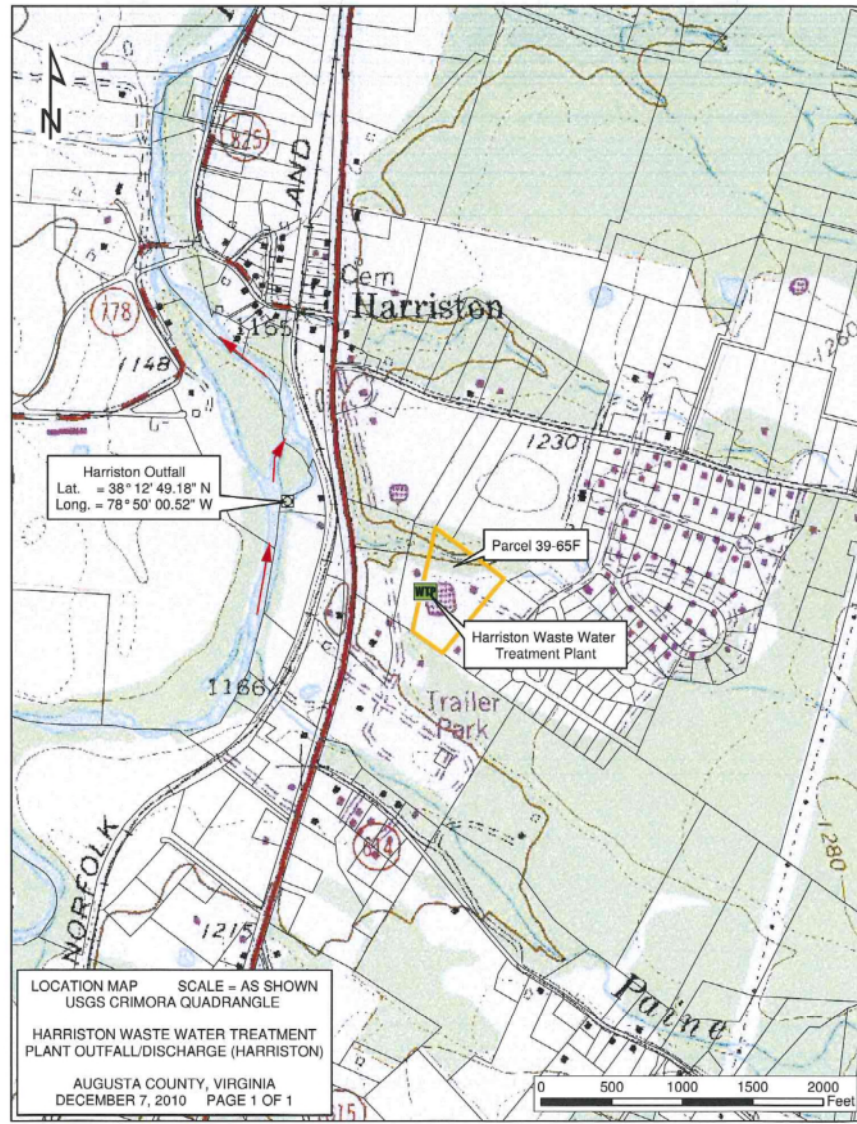 N
825
AND
Cem
Harriston
778
1165
1148
1260
1230
Harriston Outfall
Lat. = 38° 12' 49.18" N
Long. = 78° 50' 00.52" W
Parcel 39-65F
WTP
Harriston Waste Water
Treatment Plant
1166
Trailer
Park
NORFOLK
1280
1215
Paine
LOCATION MAP SCALE = AS SHOWN
USGS CRIMORA QUADRANGLE
HARRISTON WASTE WATER TREATMENT
PLANT OUTFALL/DISCHARGE (HARRISTON)
AUGUSTA COUNTY, VIRGINIA
DECEMBER 7, 2010 PAGE 1 OF 1
0 500 1000 1500 2000
Feet